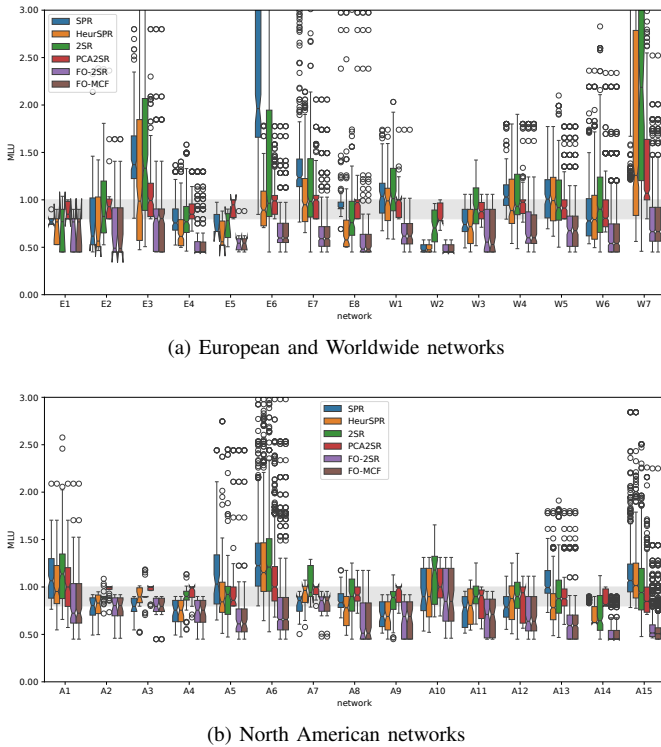 3.00
SPR
HeurSPR
2SR
PCA2SR
FO-2SR
FO-MCF
2.50
2.00
MLU
1.50
1.00
0.50
0.00
E1 E2 E3 E4 E5 E6 E7 E8 W1 W2 W3 W4 W5 W6 W7
network
(a) European and Worldwide networks
3.00
SPR
HeurSPR
2SR
PCA2SR
FO-2SR
FO-MCF
2.50
2.00
MLU
1.50
1.00
0.50
0.00
A1 A2 A3 A4 A5 A6 A7 A8 A9 A10 A11 A12 A13 A14 A15
network
(b) North American networks